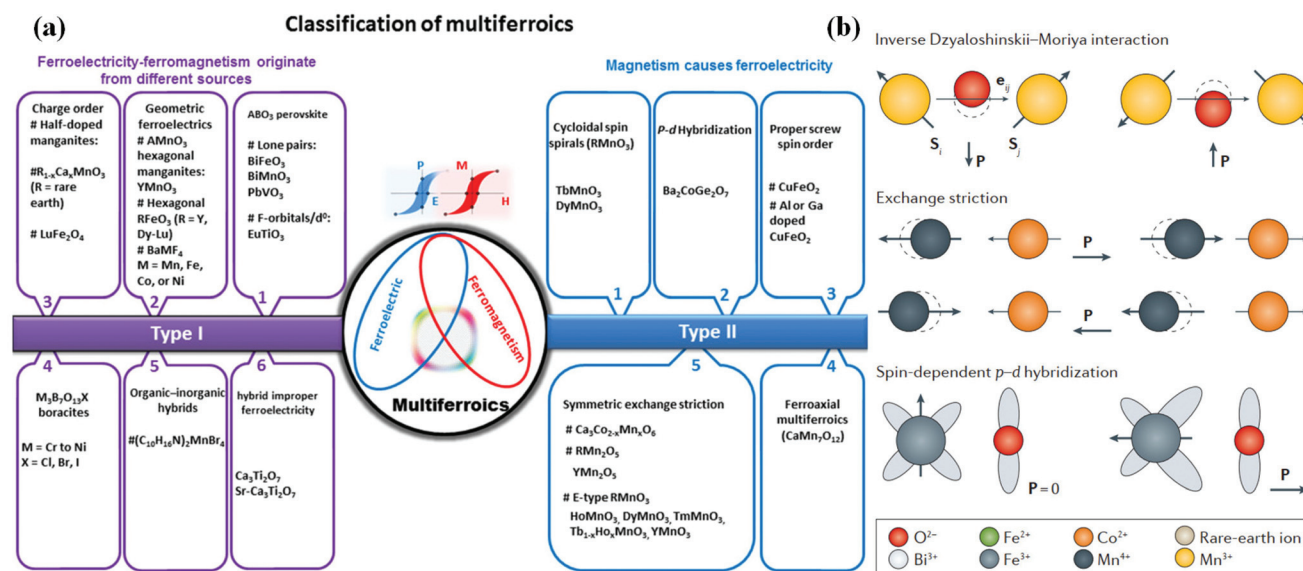 (a)
Classification of multiferroics
Ferroelectricity-ferromagnetism originate
from different sources
Magnetism causes ferroelectricity
Charge order
# Half-doped
manganites:
#R₁₋ₓCaₓMnO₃
(R = rare
earth)
# LuFe₂O₄
3
Geometric
ferroelectrics
# AMnO₃
hexagonal
manganites:
YMnO₃
# Hexagonal
RFeO₃ (R = Y,
Dy-Lu)
# BaMF₄
M = Mn, Fe,
Co, or Ni
2
ABO₃ perovskite
# Lone pairs:
BiFeO₃
BiMnO₃
PbVO₃
# F-orbitals/d⁰:
EuTiO₃
1
P
E
M
H
Cycloidal spin
spirals (RMnO₃)
TbMnO₃
DyMnO₃
1
P-d Hybridization
Ba₂CoGe₂O₇
2
Proper screw
spin order
# CuFeO₂
# Al or Ga
doped
CuFeO₂
3
Type I
Ferroelectric
Ferromagnetism
Multiferroics
Type II
4
M₃B₇O₁₃X
boracites
M = Cr to Ni
X = Cl, Br, I
5
Organic–inorganic
hybrids
#(C₁₀H₁₆N)₂MnBr₄
6
hybrid improper
ferroelectricity
Ca₃Ti₂O₇
Sr-Ca₃Ti₂O₇
5
Symmetric exchange striction
# Ca₃Co₂₋ₓMnₓO₆
# RMn₂O₅
YMn₂O₅
# E-type RMnO₃
HoMnO₃, DyMnO₃, TmMnO₃,
Tb₁₋ₓHoₓMnO₃, YMnO₃
4
Ferroaxial
multiferroics
(CaMn₇O₁₂)
(b)
Inverse Dzyaloshinskii–Moriya interaction
eᵢⱼ
Sᵢ
P
Sⱼ
P
Exchange striction
P
P
Spin-dependent p–d hybridization
P = 0
P
O²⁻
Fe²⁺
Co²⁺
Rare-earth ion
Bi³⁺
Fe³⁺
Mn⁴⁺
Mn³⁺